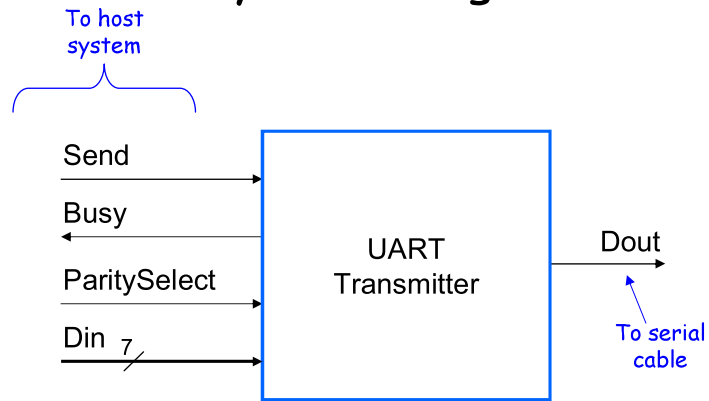 To host
system
Send
Busy
ParitySelect
Din 7
UART
Transmitter
Dout
To serial
cable